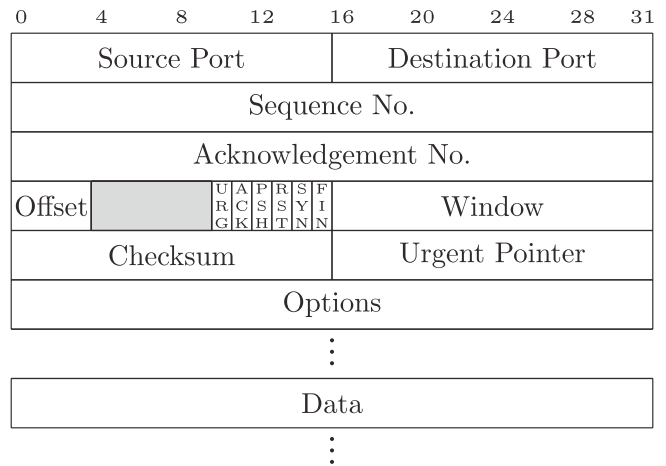 0 4 8 12 16 20 24 28 31
Source Port Destination Port
Sequence No.
Acknowledgement No.
Offset URG ACK PSH RST SYN FIN Window
Checksum Urgent Pointer
Options
⋮
Data
⋮